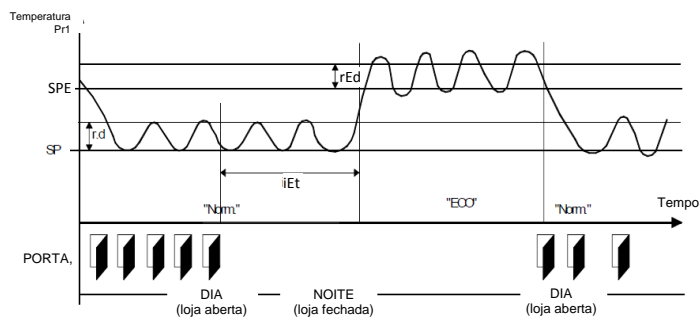 Temperatura
Pr1
rEd
SPE
r.d
SP
iEt
"Norm."
"ECO"
"Norm."
Tempo
PORTA,
DIA
(loja aberta)
NOITE
(loja fechada)
DIA
(loja aberta)